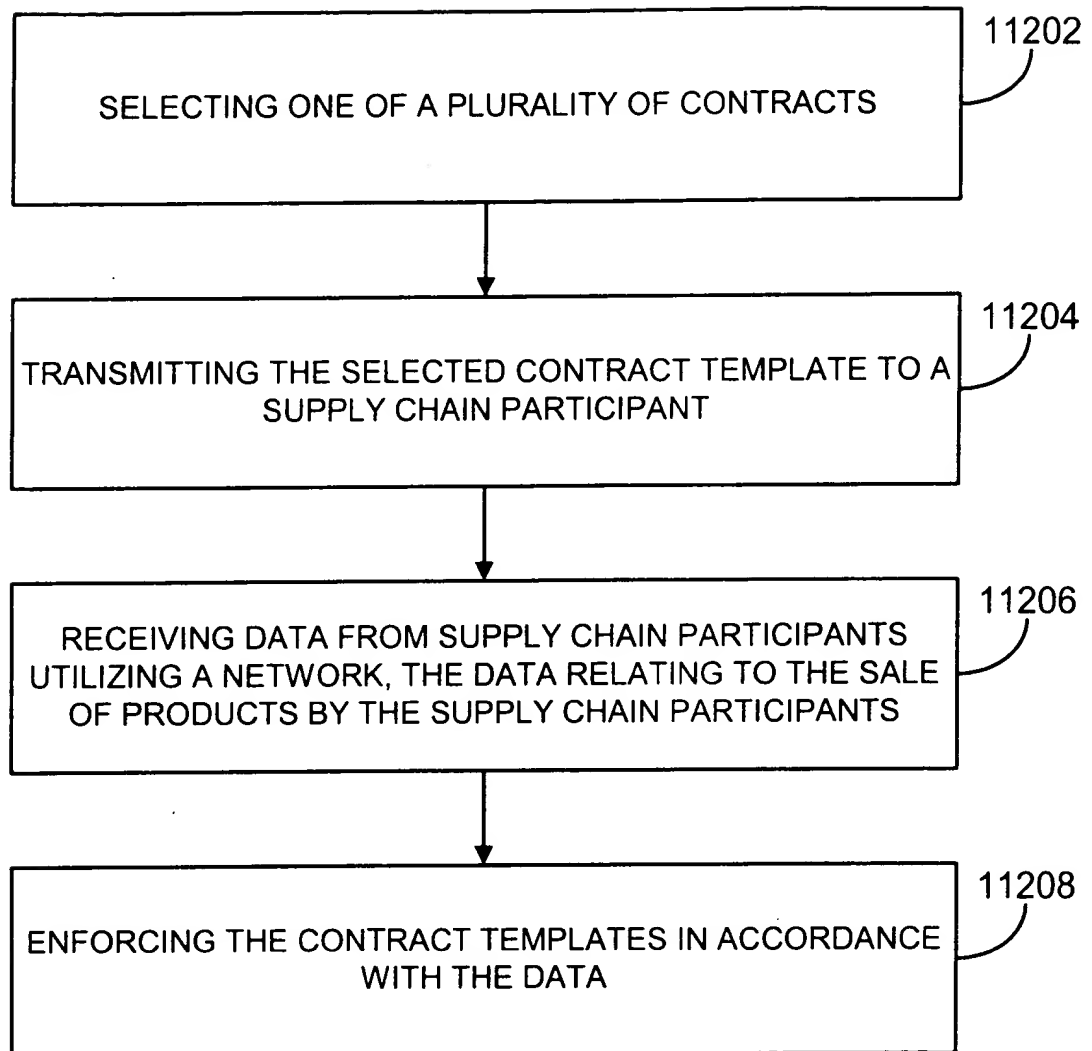 11202
SELECTING ONE OF A PLURALITY OF CONTRACTS
11204
TRANSMITTING THE SELECTED CONTRACT TEMPLATE TO A
SUPPLY CHAIN PARTICIPANT
11206
RECEIVING DATA FROM SUPPLY CHAIN PARTICIPANTS
UTILIZING A NETWORK, THE DATA RELATING TO THE SALE
OF PRODUCTS BY THE SUPPLY CHAIN PARTICIPANTS
11208
ENFORCING THE CONTRACT TEMPLATES IN ACCORDANCE
WITH THE DATA